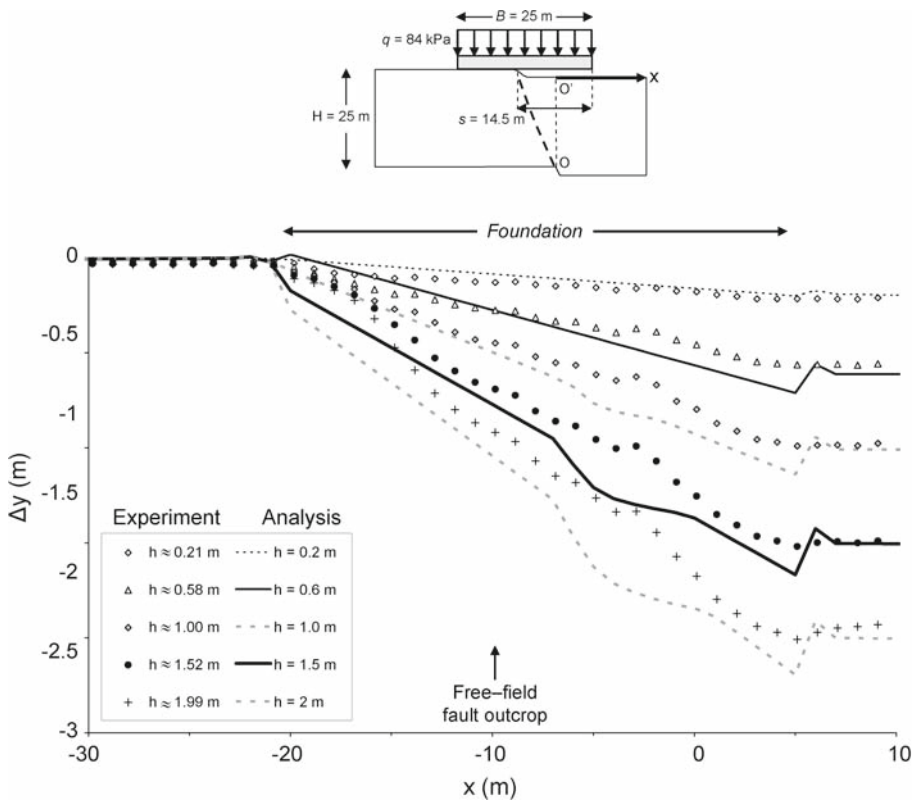 B = 25 m
q = 84 kPa
x
O'
H = 25 m
s = 14.5 m
O
Foundation
0
-0.5
-1
-1.5
-2
-2.5
-3
Δy (m)
Experiment Analysis
h ≈ 0.21 m h = 0.2 m
h ≈ 0.58 m h = 0.6 m
h ≈ 1.00 m h = 1.0 m
h ≈ 1.52 m h = 1.5 m
h ≈ 1.99 m h = 2 m
Free–field
fault outcrop
-30 -20 -10 0 10
x (m)